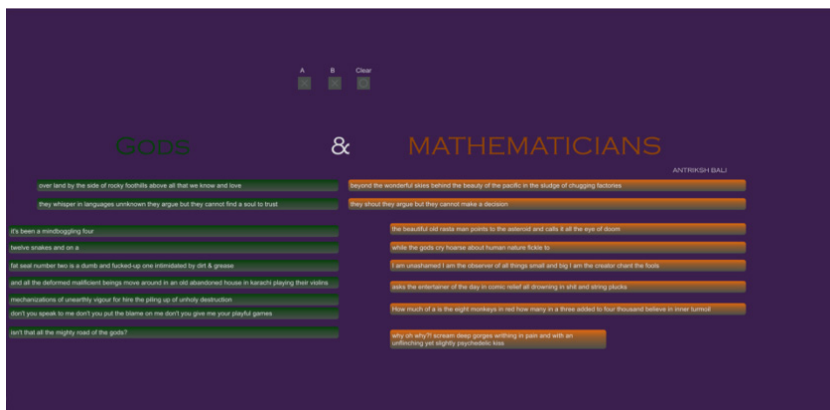 A B Clear
Gods & MATHEMATICIANS
ANTRIKSH BALI
over land by the side of rocky foothills above all that we know and love
beyond the wonderful skies behind the beauty of the pacific in the sludge of chugging factories
they whisper in languages unnknown they argue but they cannot find a soul to trust
they shout they argue but they cannot make a decision
it's been a mindboggling four
twelve snakes and on a
fat seal number two is a dumb and fucked-up one intimidated by dirt & grease
and all the deformed malificient beings move around in an old abandoned house in karachi playing their violins
mechanizations of unearthly vigour for hire the piling up of unholy destruction
don't you speak to me don't you put the blame on me don't you give me your playful games
isn't that all the mighty road of the gods?
the beautiful old rasta man points to the asteroid and calls it all the eye of doom
while the gods cry hoarse about human nature fickle to
I am unashamed I am the observer of all things small and big I am the creator chant the fools
asks the entertainer of the day in comic relief all drowning in shit and string plucks
How much of a is the eight monkeys in red how many in a three added to four thousand believe in inner turmoil
why oh why?! scream deep gorges writhing in pain and with an
unflinching yet slightly psychedelic kiss